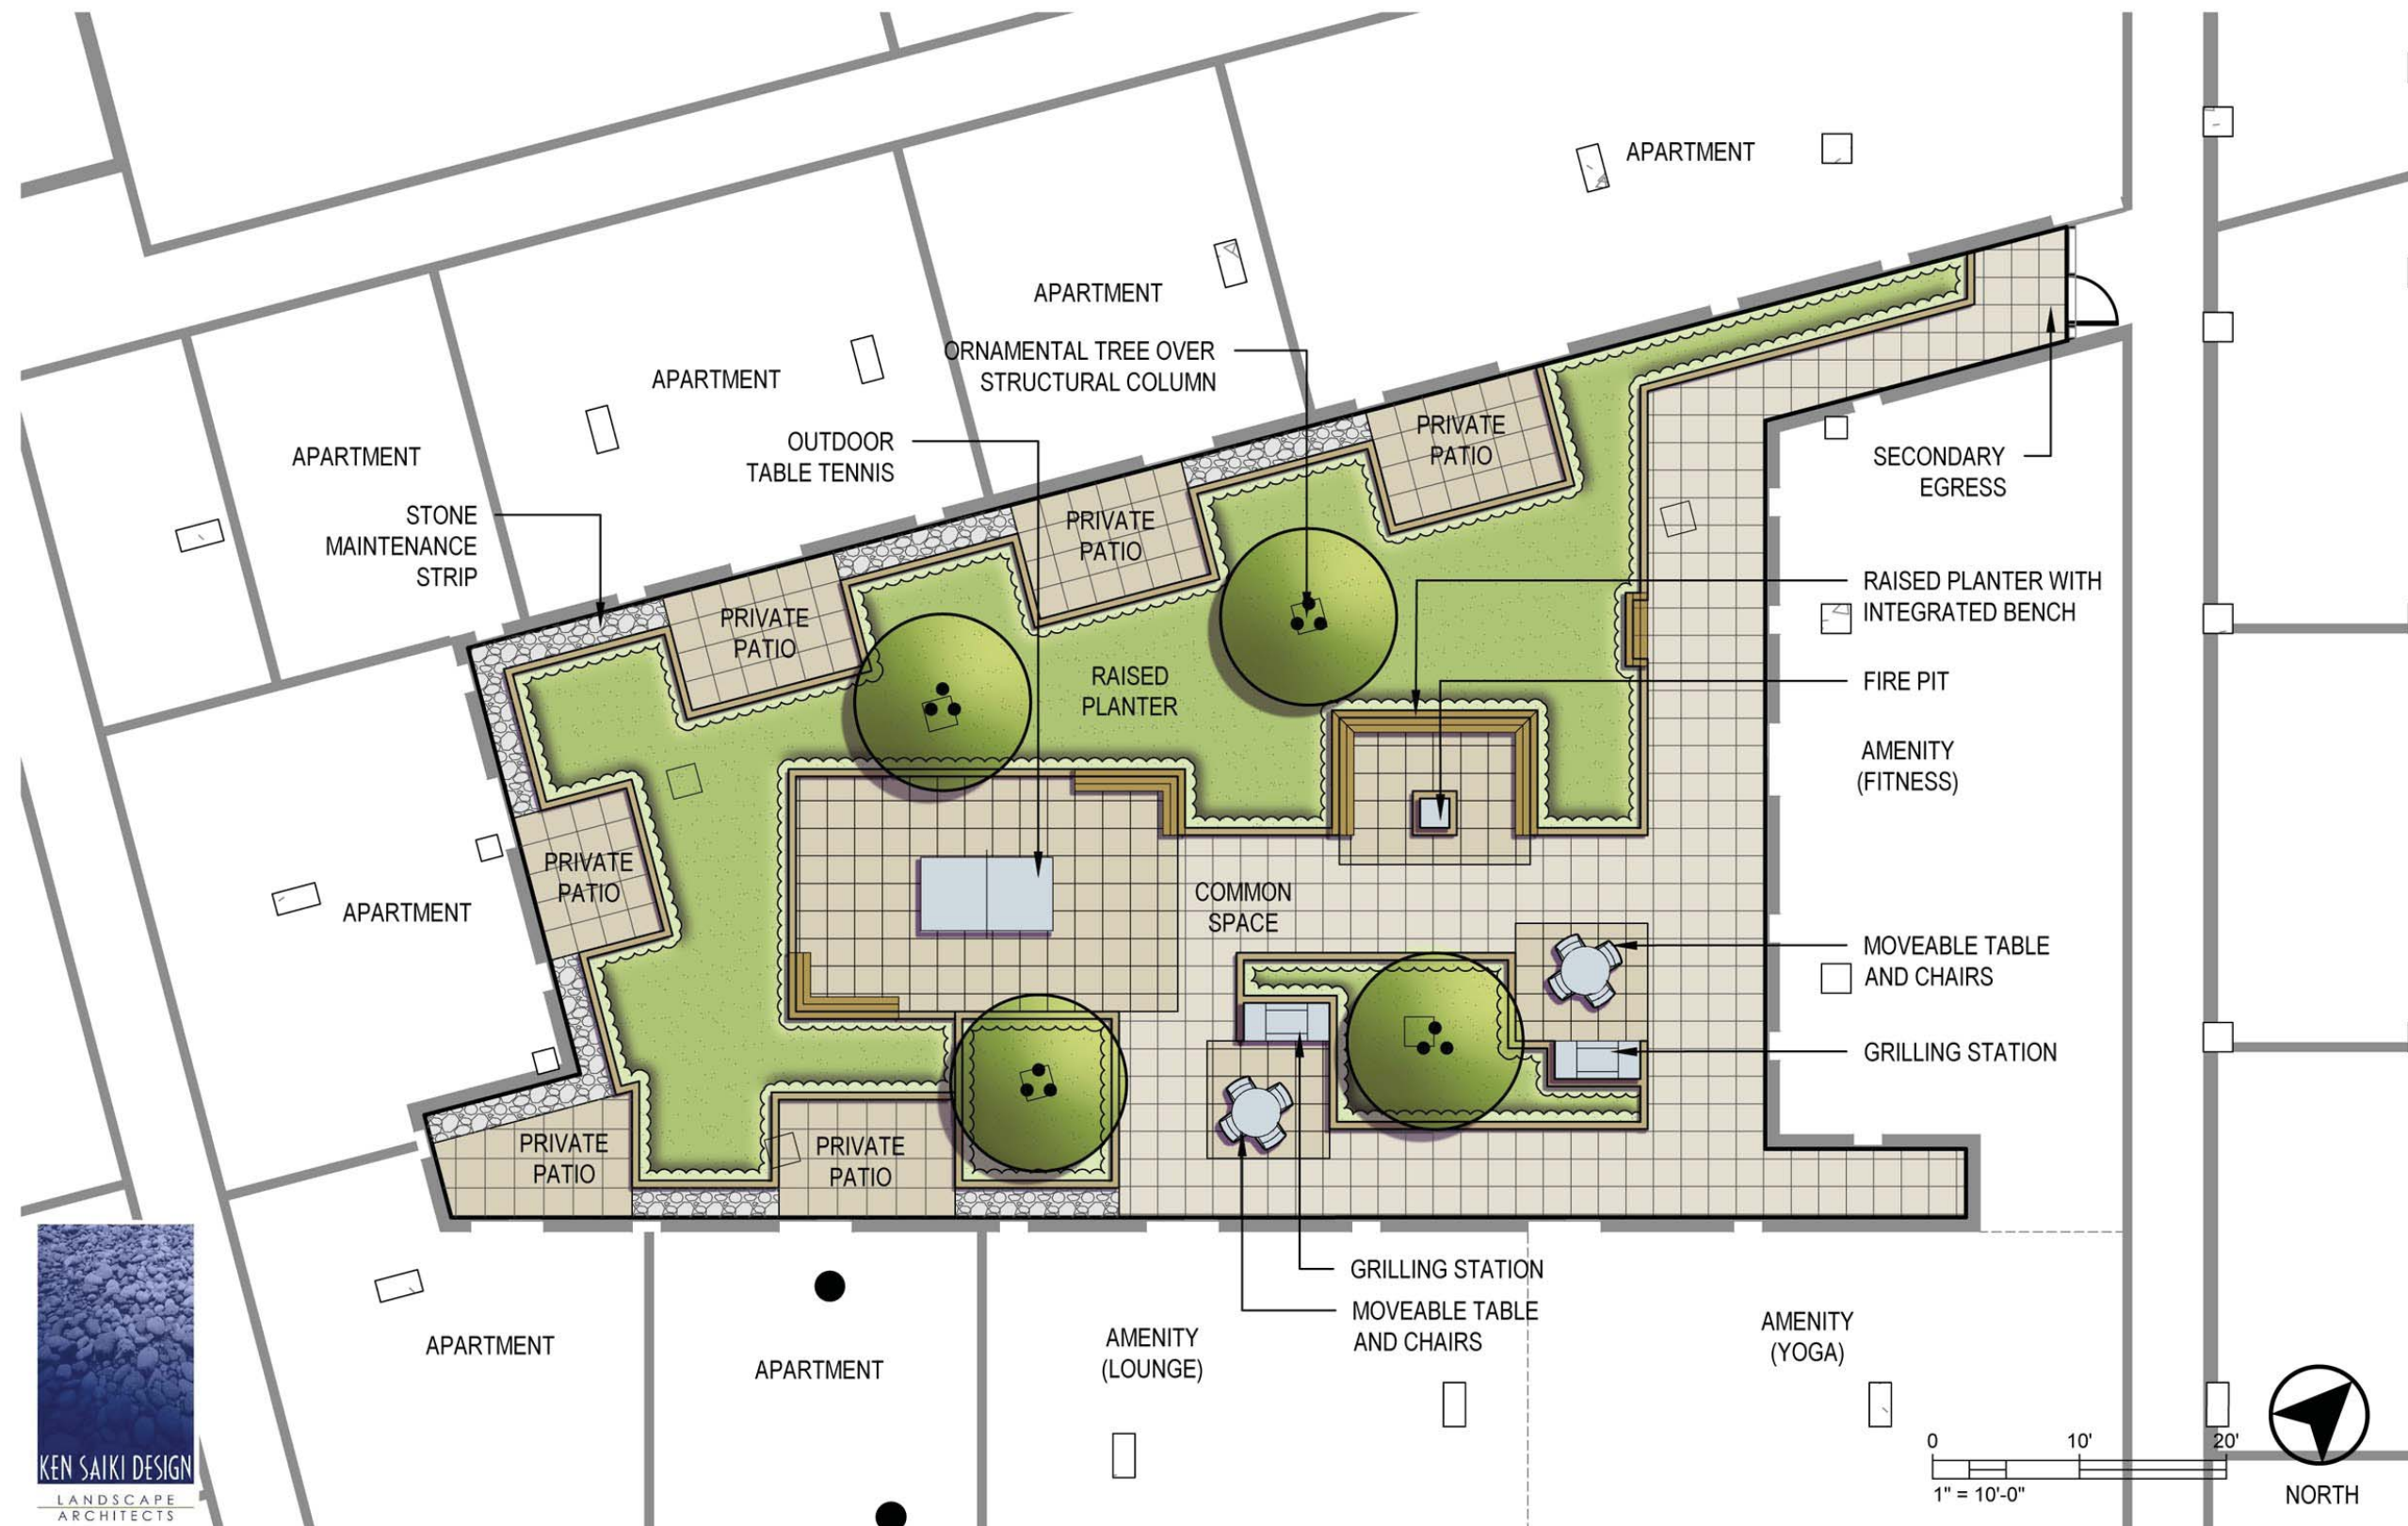 APARTMENT
APARTMENT
ORNAMENTAL TREE OVER
STRUCTURAL COLUMN
APARTMENT
OUTDOOR
TABLE TENNIS
APARTMENT
STONE
MAINTENANCE
STRIP
PRIVATE
PATIO
PRIVATE
PATIO
PRIVATE
PATIO
SECONDARY
EGRESS
RAISED PLANTER WITH
INTEGRATED BENCH
RAISED
PLANTER
FIRE PIT
AMENITY
(FITNESS)
PRIVATE
PATIO
APARTMENT
COMMON
SPACE
MOVEABLE TABLE
AND CHAIRS
GRILLING STATION
PRIVATE
PATIO
PRIVATE
PATIO
GRILLING STATION
MOVEABLE TABLE
AND CHAIRS
APARTMENT
APARTMENT
AMENITY
(LOUNGE)
AMENITY
(YOGA)
KEN SAIKI DESIGN
LANDSCAPE
ARCHITECTS
0 10' 20'
1" = 10'-0"
NORTH